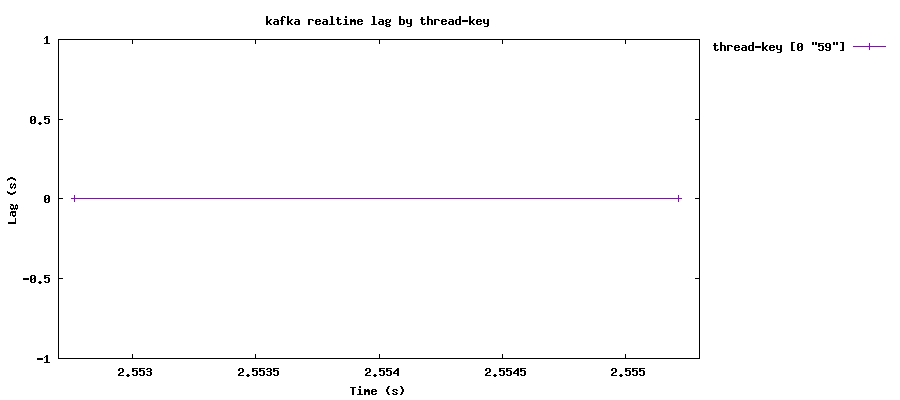 kafka realtime lag by thread-key
thread-key [0 "59"]
1
0.5
0
-0.5
-1
Lag (s)
2.553 2.5535 2.554 2.5545 2.555
Time (s)